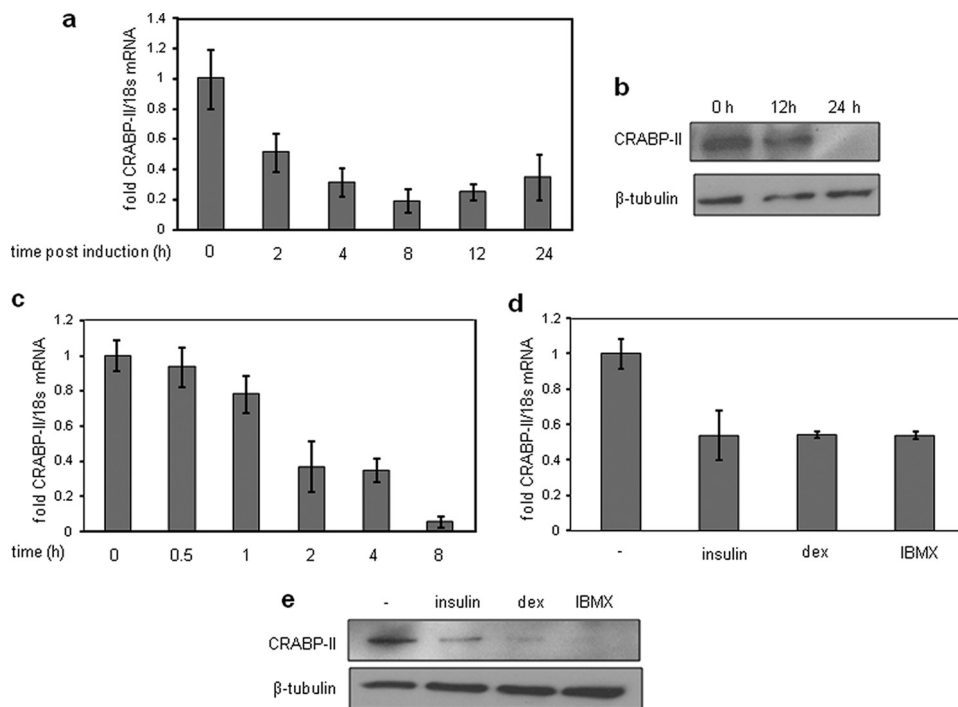 a
fold CRABP-II/18s mRNA
1.4
1.2
1
0.8
0.6
0.4
0.2
0
time post induction (h)
0 2 4 8 12 24
b
0 h 12h 24 h
CRABP-II
β-tubulin
c
fold CRABP-II/18s mRNA
1.2
1
0.8
0.6
0.4
0.2
0
time (h)
0 0.5 1 2 4 8
d
fold CRABP-II/18s mRNA
1.2
1
0.8
0.6
0.4
0.2
0
- insulin dex IBMX
e
- insulin dex IBMX
CRABP-II
β-tubulin